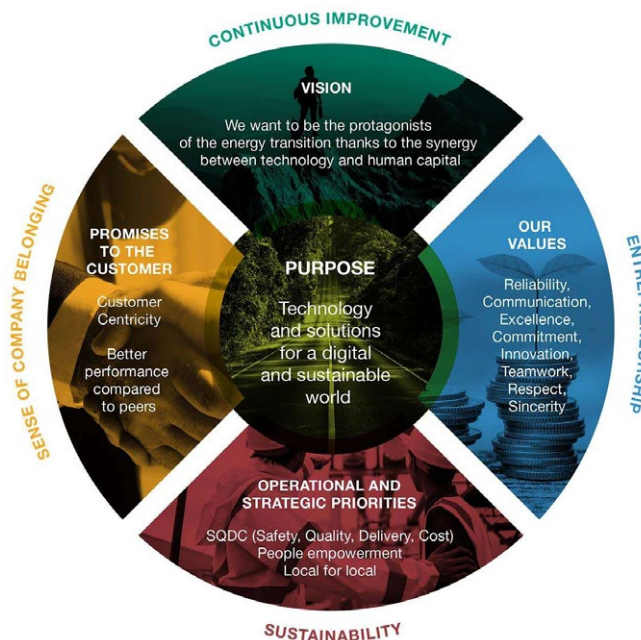 CONTINUOUS IMPROVEMENT
VISION
We want to be the protagonists
of the energy transition thanks to the synergy
between technology and human capital
SENSE OF COMPANY BELONGING
PROMISES
TO THE
CUSTOMER
Customer
Centricity
Better
performance
compared
to peers
PURPOSE
Technology
and solutions
for a digital
and sustainable
world
OUR
VALUES
Reliability,
Communication,
Excellence,
Commitment,
Innovation,
Teamwork,
Respect,
Sincerity
OPERATIONAL AND
STRATEGIC PRIORITIES
SQDC (Safety, Quality, Delivery, Cost)
People empowerment
Local for local
SUSTAINABILITY